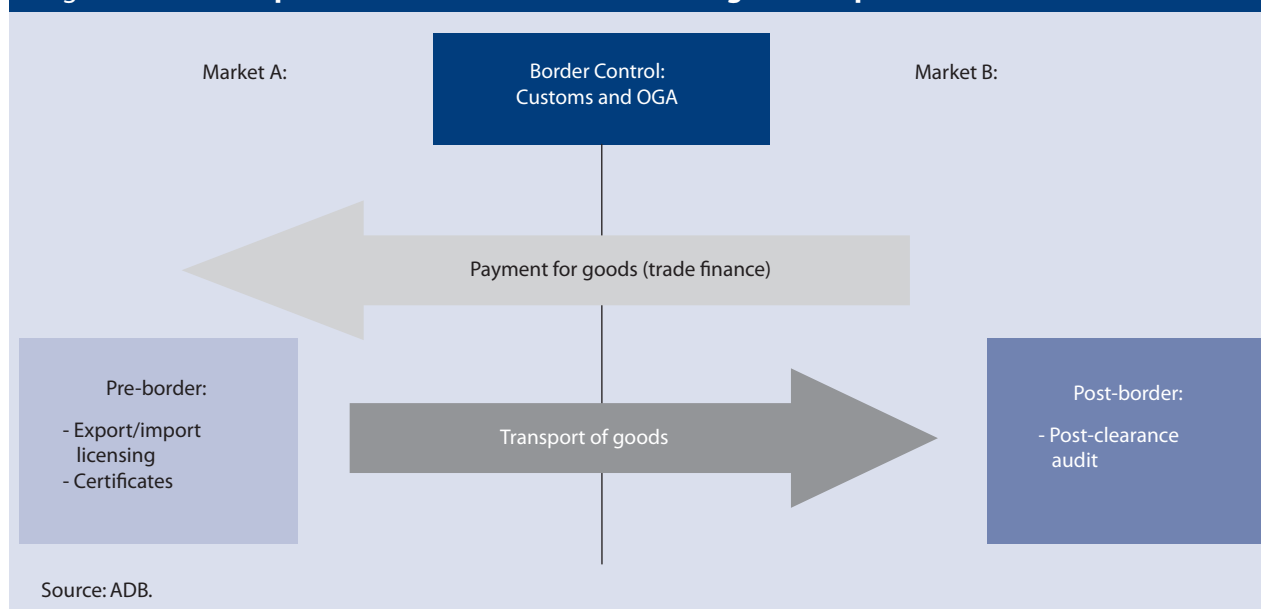 Market A:
Border Control:
Customs and OGA
Market B:
Payment for goods (trade finance)
Pre-border:
- Export/import
licensing
- Certificates
Transport of goods
Post-border:
- Post-clearance
audit
Source: ADB.